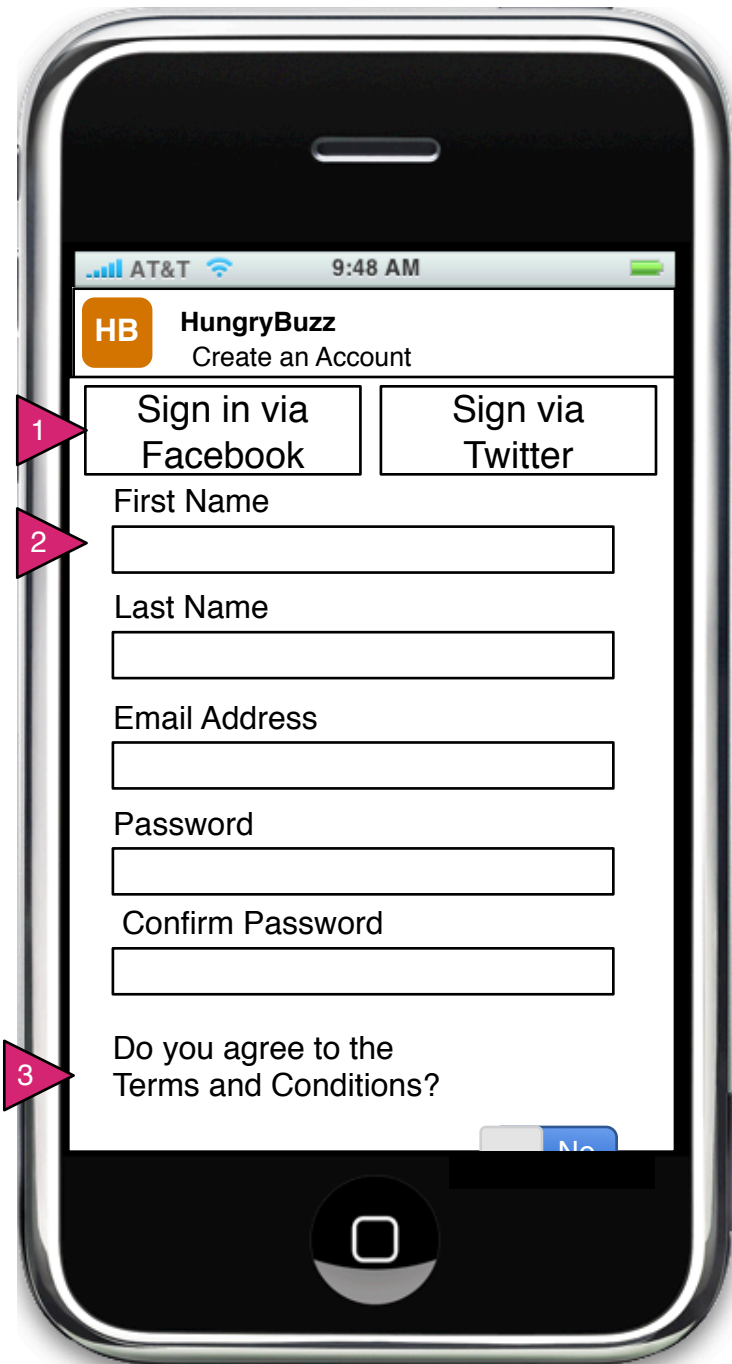 AT&T 9:48 AM
HB
HungryBuzz
Create an Account
1
Sign in via
Facebook
Sign via
Twitter
First Name
2
Last Name
Email Address
Password
Confirm Password
Do you agree to the
3
Terms and Conditions?
No